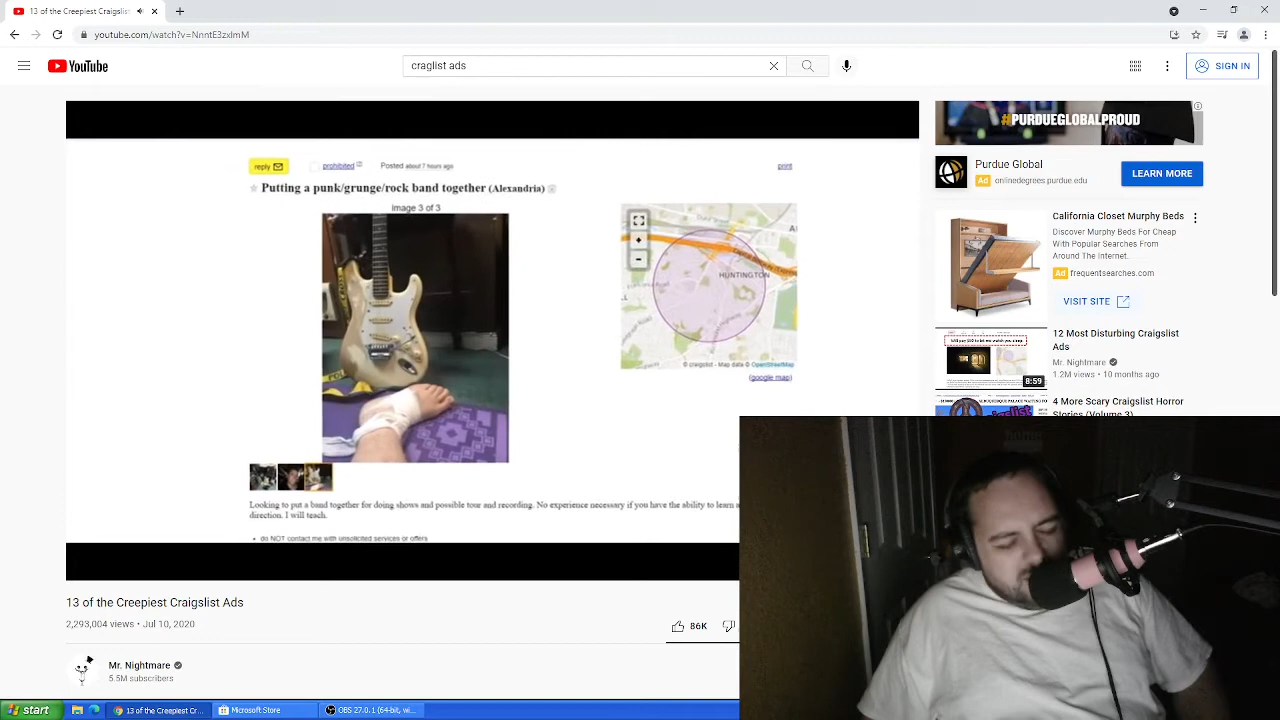 13 of the Creepiest Craigslist Ads
youtube.com/watch?v=NnntE3zxImM
YouTube
craglist ads
SIGN IN
reply
prohibited
Posted about 7 hours ago
print
Putting a punk/grunge/rock band together (Alexandria)
Image 3 of 3
HUNTINGTON
© craigslist - Map data © OpenStreetMap
(google map)
Looking to put a band together for doing shows and possible tour and recording. No experience necessary if you have the ability to learn
direction. I will teach.
• do NOT contact me with unsolicited services or offers
13 of the Creepiest Craigslist Ads
2,293,004 views • Jul 10, 2020
86K
Mr. Nightmare
5.5M subscribers
#PURDUEGLOBALPROUD
Purdue Global
Ad onlinedegrees.purdue.edu
LEARN MORE
California Closet Murphy Beds
Discover Murphy Beds For Cheap
With Popular Searches From
Around The Internet.
Ad frequentsearches.com
VISIT SITE
12 Most Disturbing Craigslist
Ads
Mr. Nightmare
1.2M views • 10 months ago
8:59
4 More Scary Craigslist Horror
Stories (Volume 3)
start
13 of the Creepiest Cr...
Microsoft Store
OBS 27.0.1 (64-bit, wi...